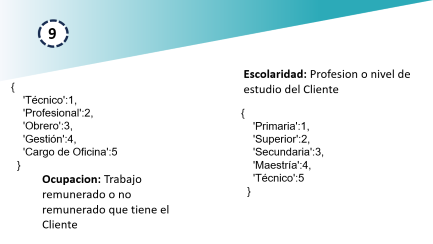 9
{
'Técnico':1,
'Profesional':2,
'Obrero':3,
'Gestión':4,
'Cargo de Oficina':5
}
Ocupacion: Trabajo
remunerado o no
remunerado que tiene el
Cliente
Escolaridad: Profesion o nivel de
estudio del Cliente
{
'Primaria':1,
'Superior':2,
'Secundaria':3,
'Maestría':4,
'Técnico':5
}